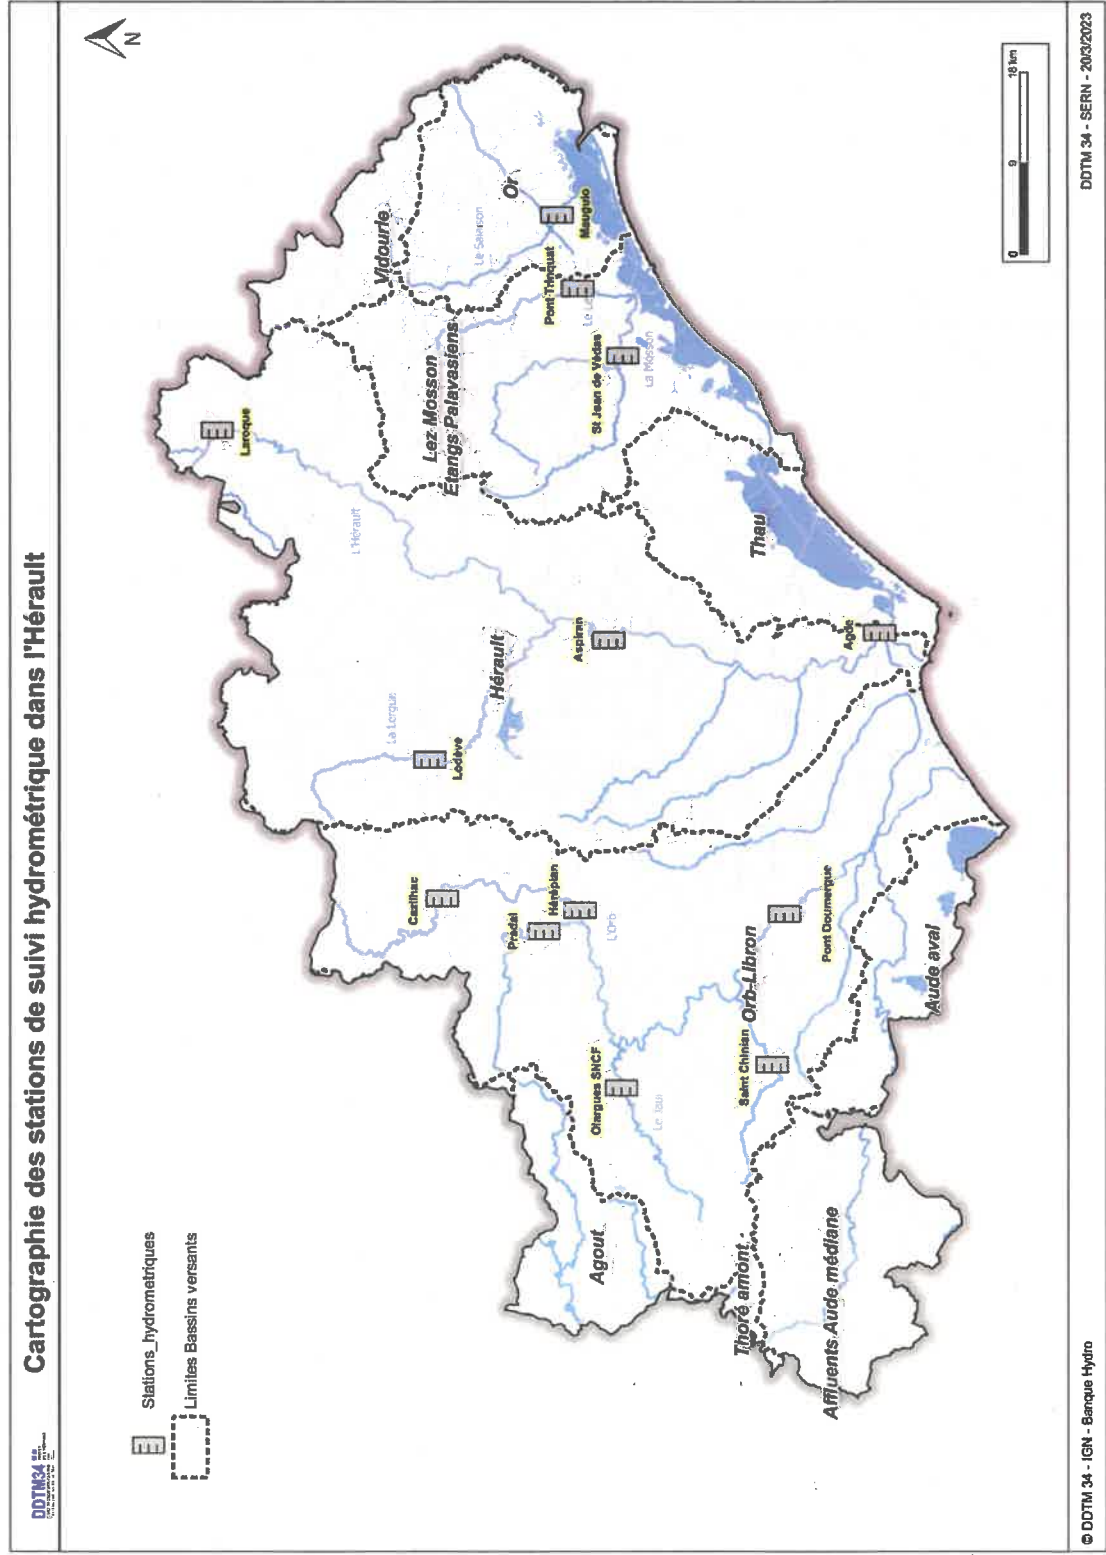 Cartographie des stations de suivi hydrométrique dans l'Hérault
DDTM34
Stations_hydrometriques
Limites Bassins versants
N
Laroque
Vidourle
Or
Le Salaison
Mauguio
Pont Trinquat
Le Le
Lez Mosson
Etangs Palavasiens
St Jean de Védas
La Mosson
L'Hérault
Thau
Hérault
Aspiran
Agde
La Lergue
Lodève
Cazilhac
Pradal
Hérépian
L'Orb
Orb-Libron
Pont Doumergue
Aude aval
Olargues SNCF
Le Jaur
Saint Chinian
Agout
Thoré amont
Affluents Aude médiane
0 9 18 km
© DDTM 34 - IGN - Banque Hydro
DDTM 34 - SERN - 20/3/2023